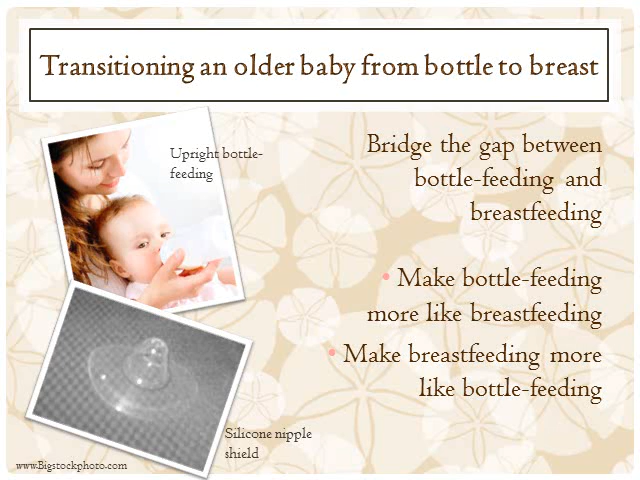 Transitioning an older baby from bottle to breast
Upright bottle-
feeding
Bridge the gap between
bottle-feeding and
breastfeeding
• Make bottle-feeding
more like breastfeeding
• Make breastfeeding more
like bottle-feeding
Silicone nipple
shield
www.Bigstockphoto.com